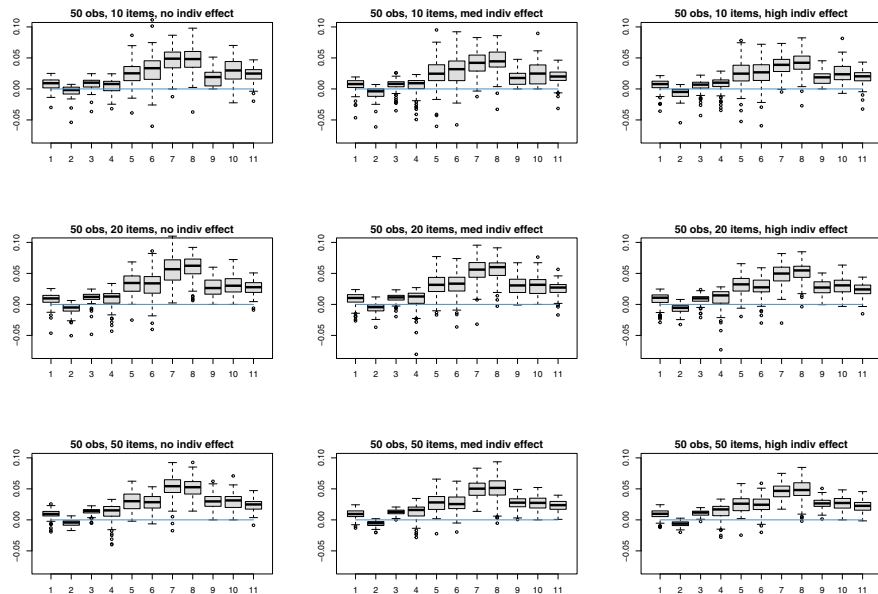 50 obs, 10 items, no indiv effect
0.10
0.05
0.00
−0.05
1 2 3 4 5 6 7 8 9 10 11
50 obs, 10 items, med indiv effect
0.10
0.05
0.00
−0.05
1 2 3 4 5 6 7 8 9 10 11
50 obs, 10 items, high indiv effect
0.10
0.05
0.00
−0.05
1 2 3 4 5 6 7 8 9 10 11
50 obs, 20 items, no indiv effect
0.10
0.05
0.00
−0.05
1 2 3 4 5 6 7 8 9 10 11
50 obs, 20 items, med indiv effect
0.10
0.05
0.00
−0.05
1 2 3 4 5 6 7 8 9 10 11
50 obs, 20 items, high indiv effect
0.10
0.05
0.00
−0.05
1 2 3 4 5 6 7 8 9 10 11
50 obs, 50 items, no indiv effect
0.10
0.05
0.00
−0.05
1 2 3 4 5 6 7 8 9 10 11
50 obs, 50 items, med indiv effect
0.10
0.05
0.00
−0.05
1 2 3 4 5 6 7 8 9 10 11
50 obs, 50 items, high indiv effect
0.10
0.05
0.00
−0.05
1 2 3 4 5 6 7 8 9 10 11